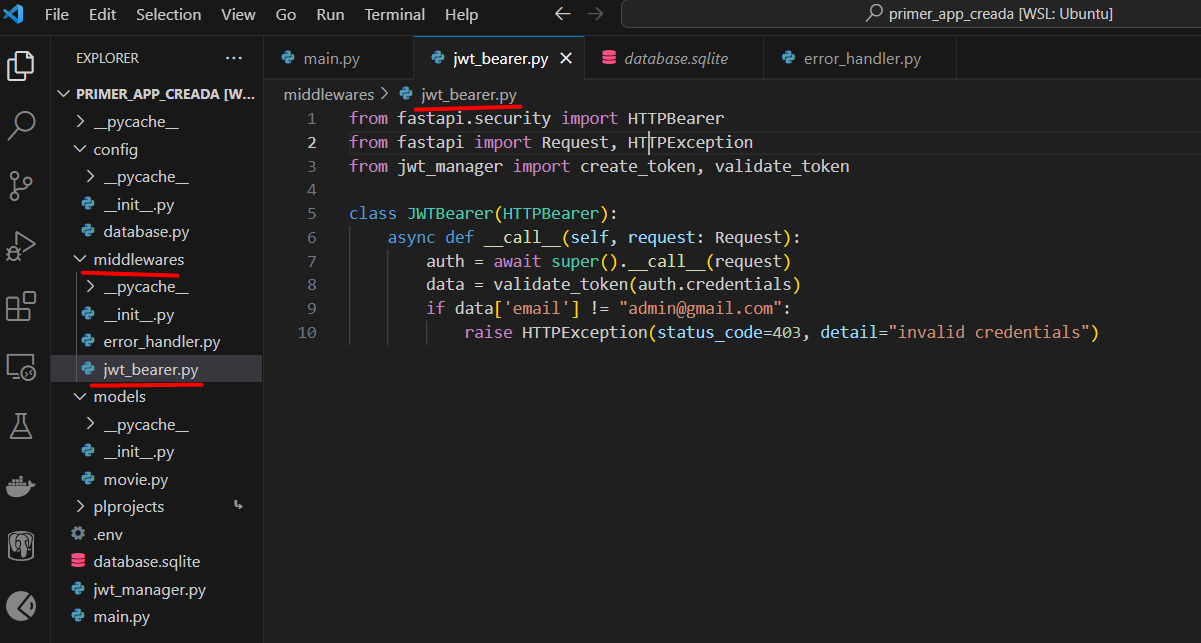 File Edit Selection View Go Run Terminal Help
primer_app_creada [WSL: Ubuntu]
EXPLORER
PRIMER_APP_CREADA [W...
__pycache__
config
__pycache__
__init__.py
database.py
middlewares
__pycache__
__init__.py
error_handler.py
jwt_bearer.py
models
__pycache__
__init__.py
movie.py
plprojects
.env
database.sqlite
jwt_manager.py
main.py
main.py jwt_bearer.py database.sqlite error_handler.py
middlewares > jwt_bearer.py
1 from fastapi.security import HTTPBearer
2 from fastapi import Request, HTTPException
3 from jwt_manager import create_token, validate_token
4
5 class JWTBearer(HTTPBearer):
6     async def __call__(self, request: Request):
7         auth = await super().__call__(request)
8         data = validate_token(auth.credentials)
9         if data['email'] != "admin@gmail.com":
10             raise HTTPException(status_code=403, detail="invalid credentials")